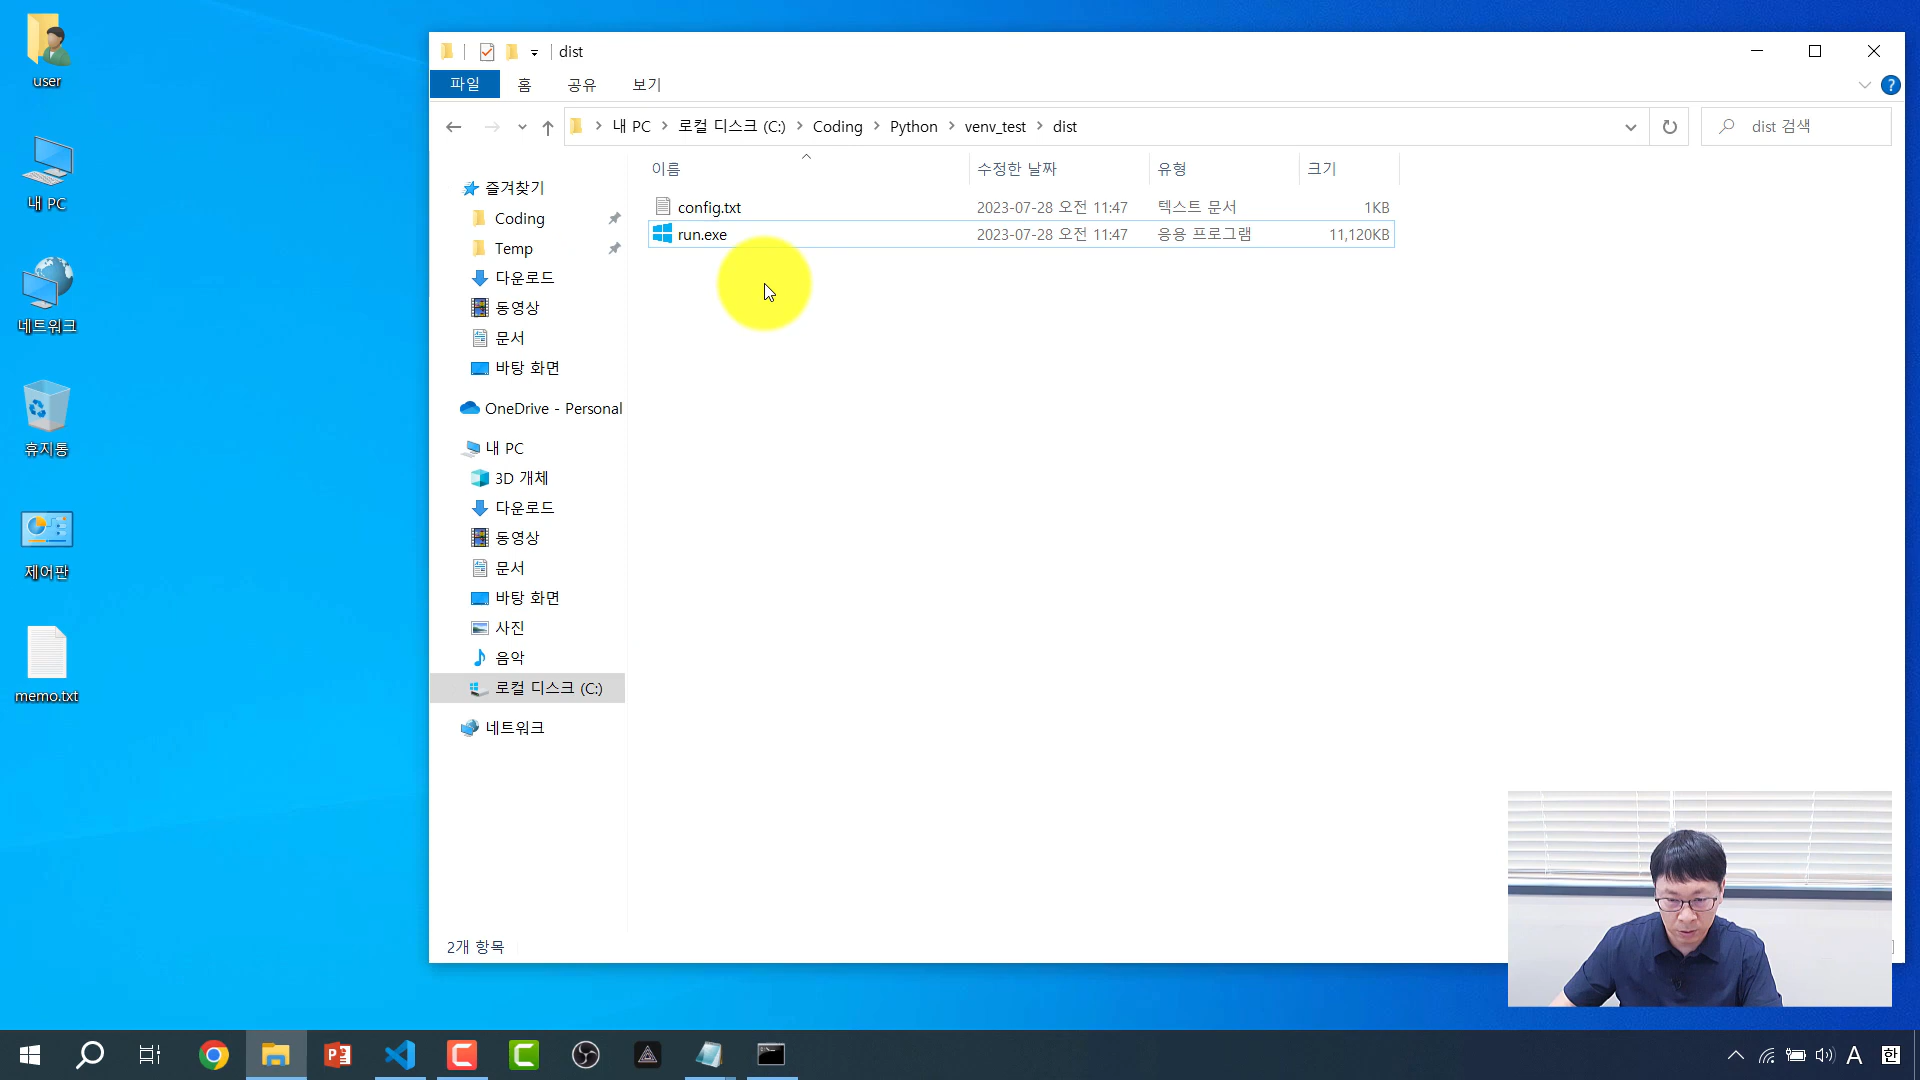 user
내 PC
네트워크
휴지통
제어판
memo.txt
dist
파일 홈 공유 보기
내 PC 로컬 디스크 (C:) Coding Python venv_test dist
dist 검색
이름 수정한 날짜 유형 크기
config.txt 2023-07-28 오전 11:47 텍스트 문서 1KB
run.exe 2023-07-28 오전 11:47 응용 프로그램 11,120KB
즐겨찾기
Coding
Temp
다운로드
동영상
문서
바탕 화면
OneDrive - Personal
내 PC
3D 개체
다운로드
동영상
문서
바탕 화면
사진
음악
로컬 디스크 (C:)
네트워크
2개 항목
A 한